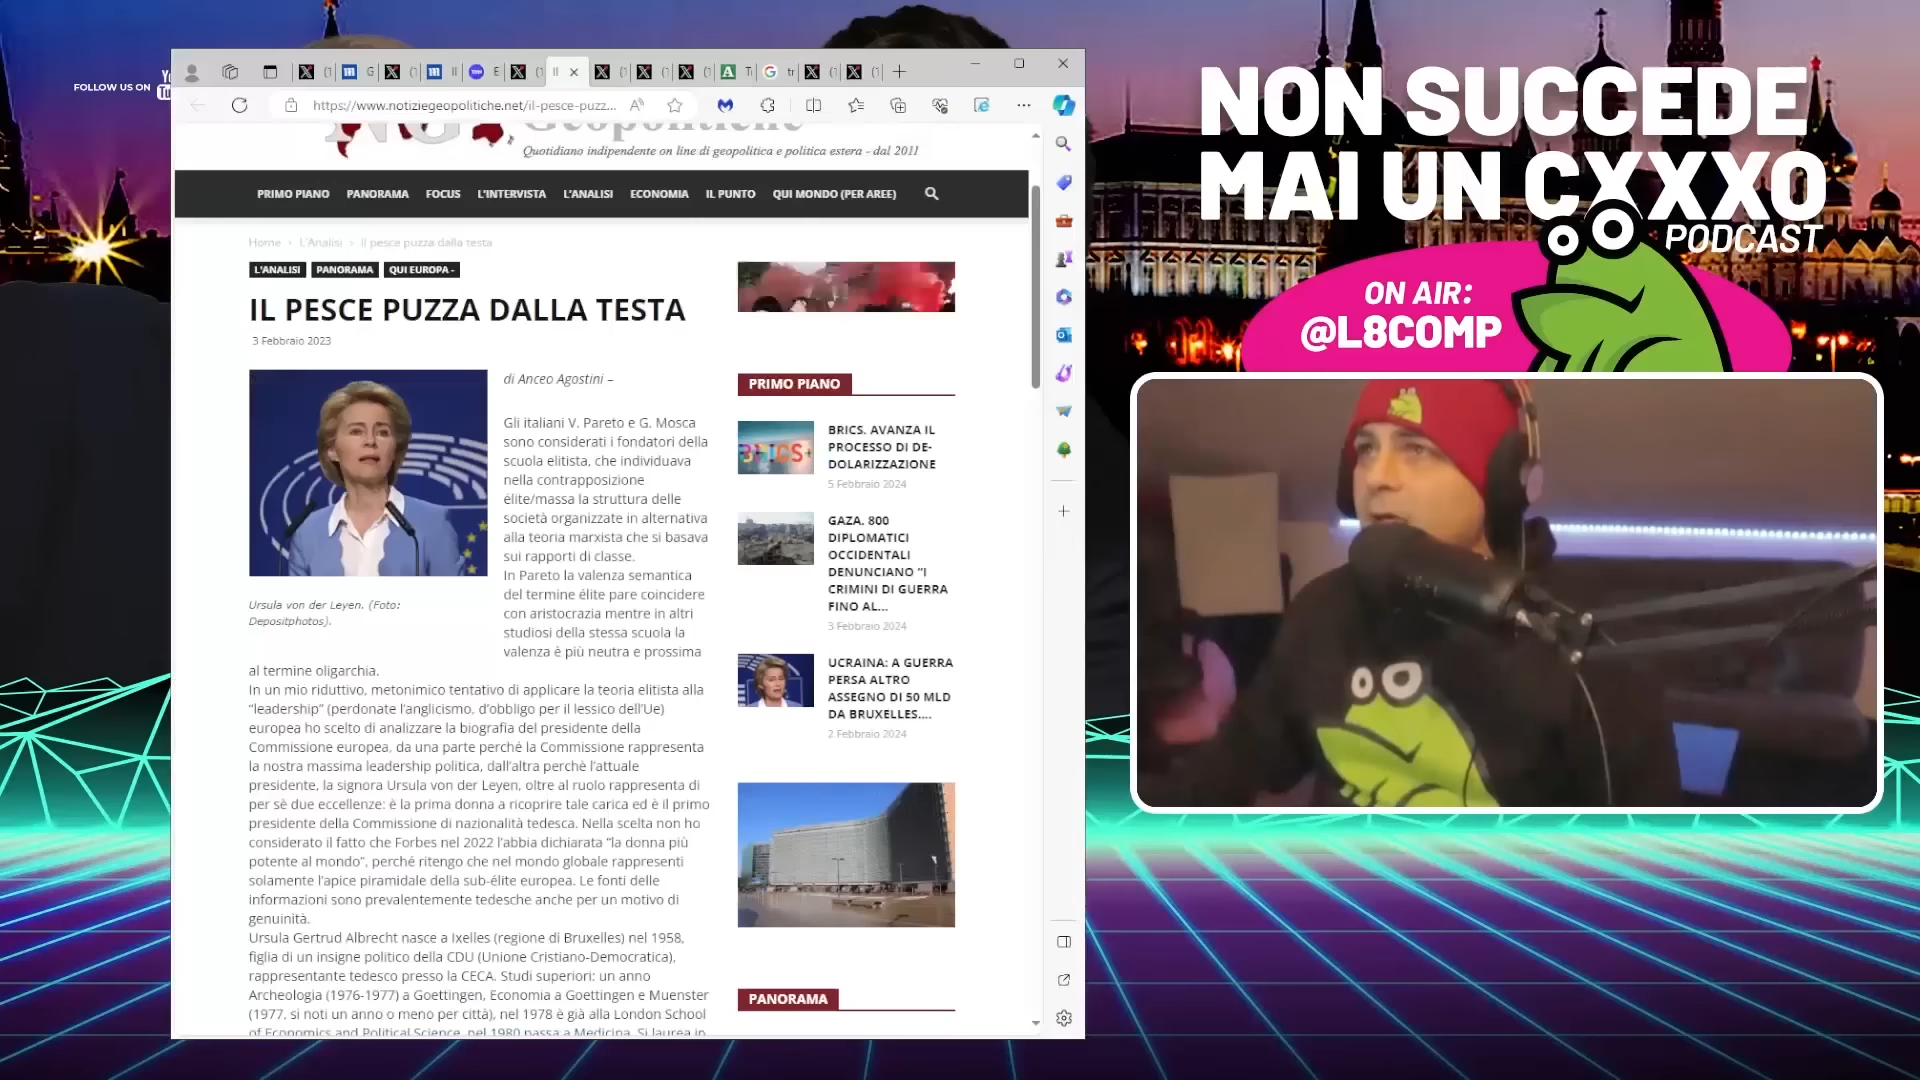 FOLLOW US ON
https://www.notiziegeopolitiche.net/il-pesce-puzz...
Geopolitiche
Quotidiano indipendente on line di geopolitica e politica estera - dal 2011
PRIMO PIANO PANORAMA FOCUS L'INTERVISTA L'ANALISI ECONOMIA IL PUNTO QUI MONDO (PER AREE)
Home › L'Analisi › Il pesce puzza dalla testa
L'ANALISI PANORAMA QUI EUROPA -
IL PESCE PUZZA DALLA TESTA
3 Febbraio 2023
di Anceo Agostini –
Gli italiani V. Pareto e G. Mosca
sono considerati i fondatori della
scuola elitista, che individuava
nella contrapposizione
élite/massa la struttura delle
società organizzate in alternativa
alla teoria marxista che si basava
sui rapporti di classe.
In Pareto la valenza semantica
del termine élite pare coincidere
con aristocrazia mentre in altri
studiosi della stessa scuola la
valenza è più neutra e prossima
Ursula von der Leyen. (Foto:
Depositphotos).
al termine oligarchia.
In un mio riduttivo, metonimico tentativo di applicare la teoria elitista alla
“leadership” (perdonate l’anglicismo, d’obbligo per il lessico dell’Ue)
europea ho scelto di analizzare la biografia del presidente della
Commissione europea, da una parte perché la Commissione rappresenta
la nostra massima leadership politica, dall’altra perchè l’attuale
presidente, la signora Ursula von der Leyen, oltre al ruolo rappresenta di
per sè due eccellenze: è la prima donna a ricoprire tale carica ed è il primo
presidente della Commissione di nazionalità tedesca. Nella scelta non ho
considerato il fatto che Forbes nel 2022 l’abbia dichiarata “la donna più
potente al mondo”, perché ritengo che nel mondo globale rappresenti
solamente l’apice piramidale della sub-élite europea. Le fonti delle
informazioni sono prevalentemente tedesche anche per un motivo di
genuinità.
Ursula Gertrud Albrecht nasce a Ixelles (regione di Bruxelles) nel 1958,
figlia di un insigne politico della CDU (Unione Cristiano-Democratica),
rappresentante tedesco presso la CECA. Studi superiori: un anno
Archeologia (1976-1977) a Goettingen, Economia a Goettingen e Muenster
(1977, si noti un anno o meno per città), nel 1978 è già alla London School
of Economics and Political Science, nel 1980 passa a Medicina. Si laurea in
PRIMO PIANO
BRICS+
BRICS. AVANZA IL
PROCESSO DI DE-
DOLARIZZAZIONE
5 Febbraio 2024
GAZA. 800
DIPLOMATICI
OCCIDENTALI
DENUNCIANO “I
CRIMINI DI GUERRA
FINO AL...
3 Febbraio 2024
UCRAINA: A GUERRA
PERSA ALTRO
ASSEGNO DI 50 MLD
DA BRUXELLES....
2 Febbraio 2024
PANORAMA
NON SUCCEDE
MAI UN CXXXO
PODCAST
ON AIR:
@L8COMP